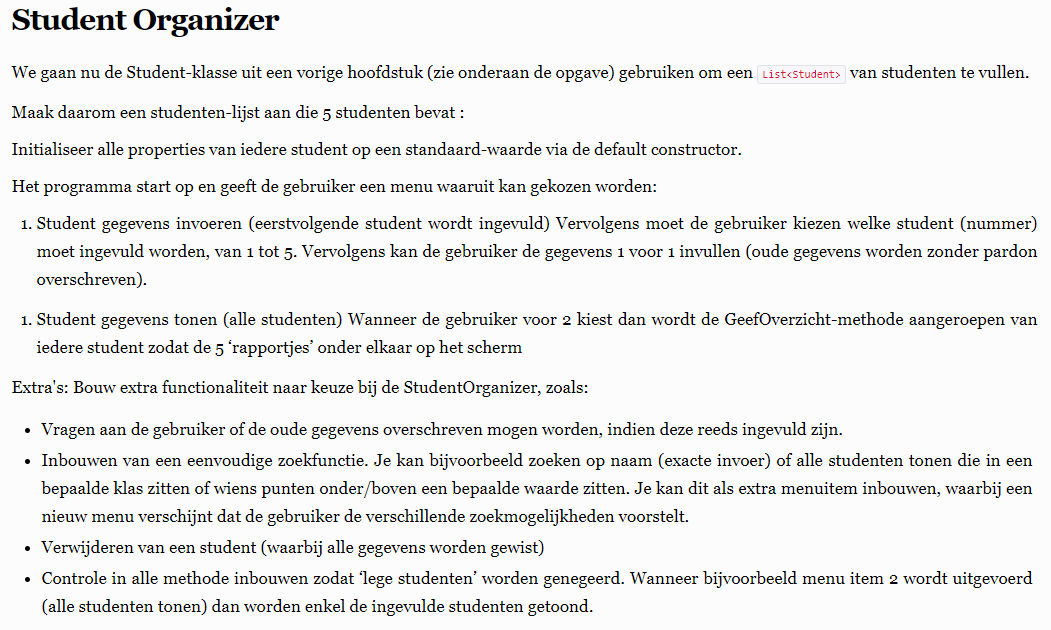 Student Organizer
We gaan nu de Student-klasse uit een vorige hoofdstuk (zie onderaan de opgave) gebruiken om een List<Student> van studenten te vullen.
Maak daarom een studenten-lijst aan die 5 studenten bevat :
Initialiseer alle properties van iedere student op een standaard-waarde via de default constructor.
Het programma start op en geeft de gebruiker een menu waaruit kan gekozen worden:
1. Student gegevens invoeren (eerstvolgende student wordt ingevuld) Vervolgens moet de gebruiker kiezen welke student (nummer)
moet ingevuld worden, van 1 tot 5. Vervolgens kan de gebruiker de gegevens 1 voor 1 invullen (oude gegevens worden zonder pardon
overschreven).
1. Student gegevens tonen (alle studenten) Wanneer de gebruiker voor 2 kiest dan wordt de GeefOverzicht-methode aangeroepen van
iedere student zodat de 5 ‘rapportjes’ onder elkaar op het scherm
Extra's: Bouw extra functionaliteit naar keuze bij de StudentOrganizer, zoals:
• Vragen aan de gebruiker of de oude gegevens overschreven mogen worden, indien deze reeds ingevuld zijn.
• Inbouwen van een eenvoudige zoekfunctie. Je kan bijvoorbeeld zoeken op naam (exacte invoer) of alle studenten tonen die in een
bepaalde klas zitten of wiens punten onder/boven een bepaalde waarde zitten. Je kan dit als extra menuitem inbouwen, waarbij een
nieuw menu verschijnt dat de gebruiker de verschillende zoekmogelijkheden voorstelt.
• Verwijderen van een student (waarbij alle gegevens worden gewist)
• Controle in alle methode inbouwen zodat ‘lege studenten’ worden genegeerd. Wanneer bijvoorbeeld menu item 2 wordt uitgevoerd
(alle studenten tonen) dan worden enkel de ingevulde studenten getoond.